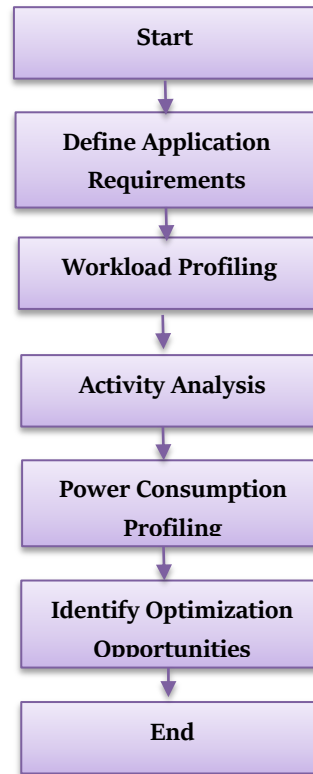 Start
Define Application
Requirements
Workload Profiling
Activity Analysis
Power Consumption
Profiling
Identify Optimization
Opportunities
End